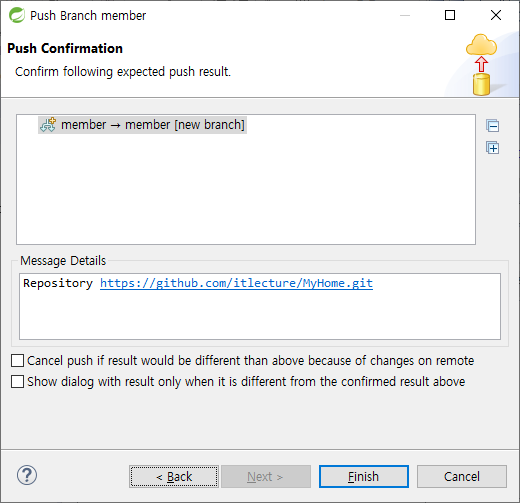 Push Branch member
Push Confirmation
Confirm following expected push result.
member → member [new branch]
Message Details
Repository https://github.com/itlecture/MyHome.git
Cancel push if result would be different than above because of changes on remote
Show dialog with result only when it is different from the confirmed result above
? < Back Next > Finish Cancel